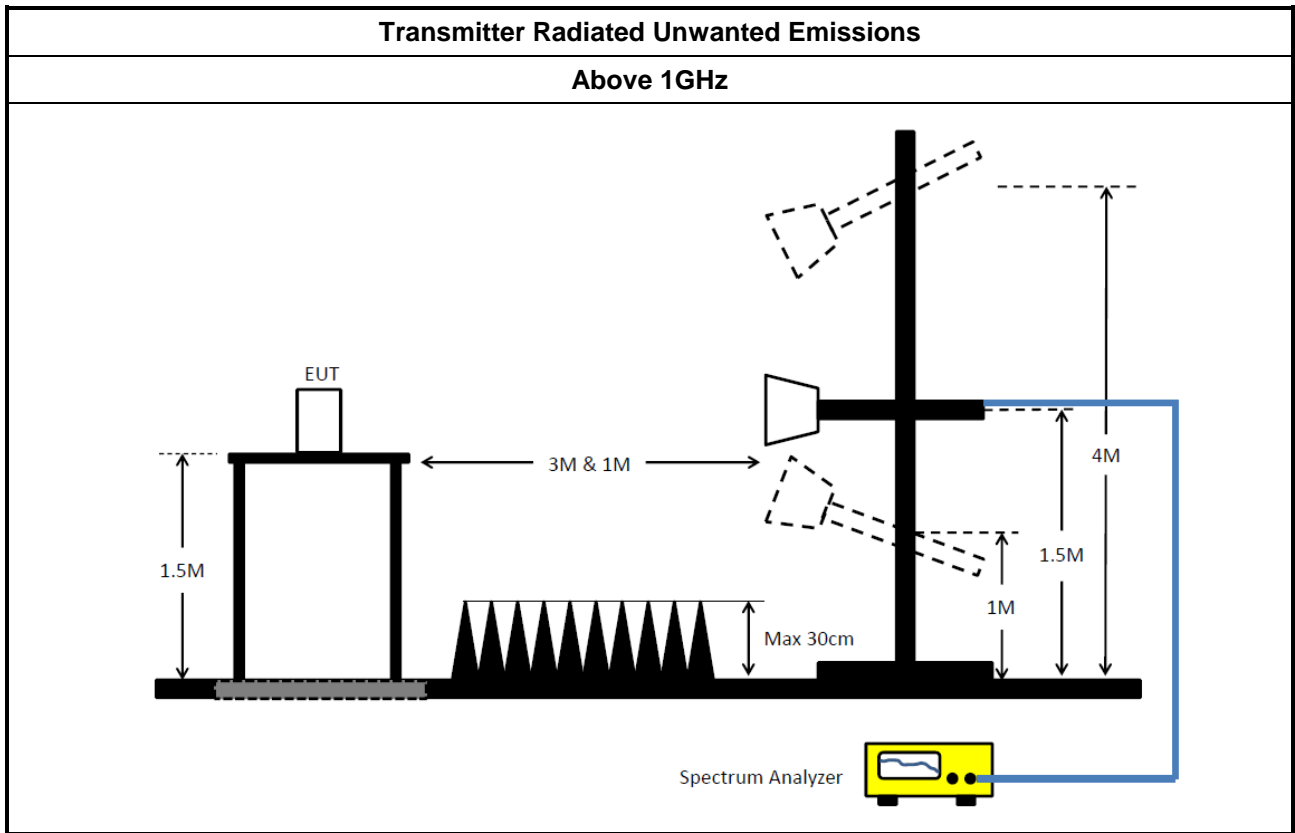 Transmitter Radiated Unwanted Emissions
Above 1GHz
EUT
3M & 1M
4M
1.5M
1.5M
1M
Max 30cm
Spectrum Analyzer